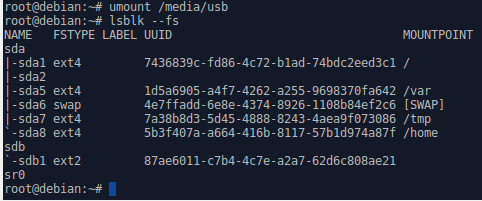 root@debian:~# umount /media/usb
root@debian:~# lsblk --fs
NAME   FSTYPE LABEL UUID                                 MOUNTPOINT
sda
|-sda1 ext4         7436839c-fd86-4c72-b1ad-74bdc2eed3c1 /
|-sda2
|-sda5 ext4         1d5a6905-a4f7-4262-a255-9698370fa642 /var
|-sda6 swap         4e7ffadd-6e8e-4374-8926-1108b84ef2c6 [SWAP]
|-sda7 ext4         7a38b8d3-5d45-4888-8243-4aea9f073086 /tmp
`-sda8 ext4         5b3f407a-a664-416b-8117-57b1d974a87f /home
sdb
`-sdb1 ext2         87ae6011-c7b4-4c7e-a2a7-62d6c808ae21
sr0
root@debian:~#